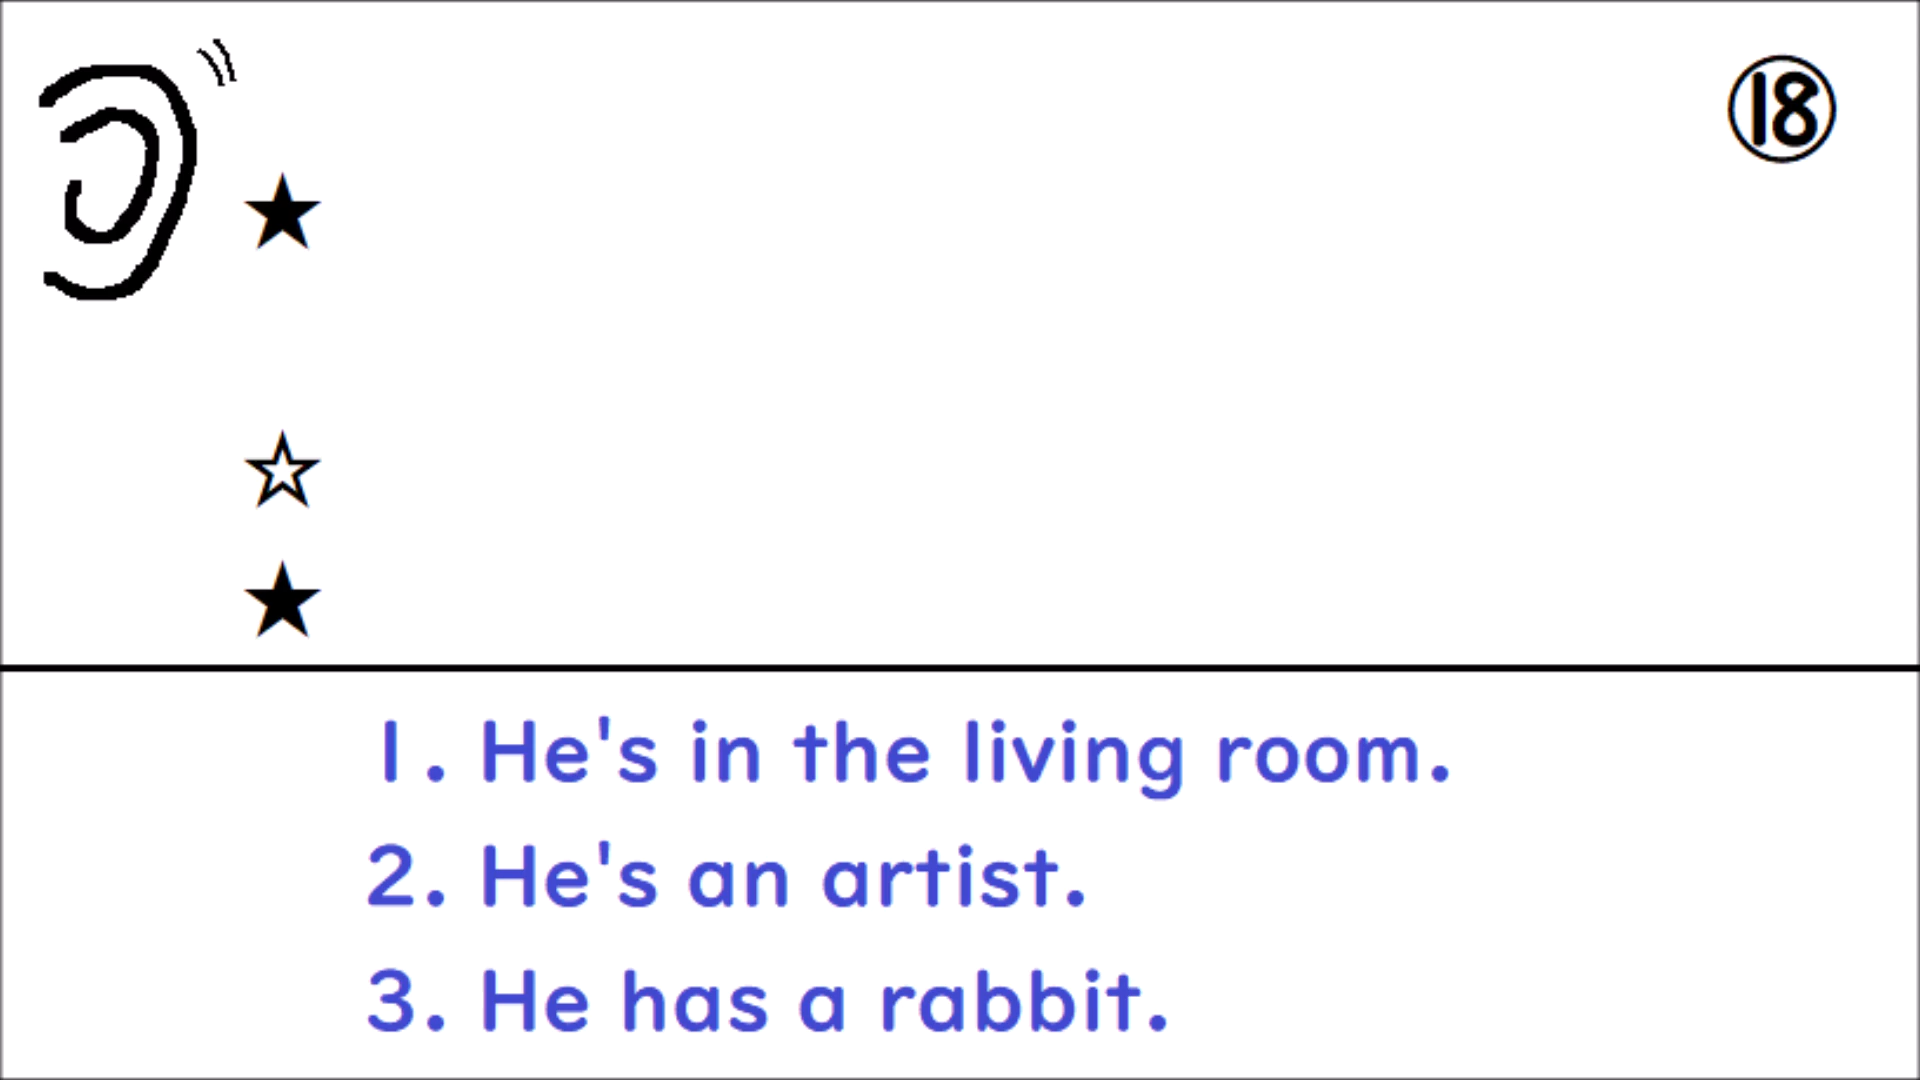 ⑱
★
☆
★
1. He's in the living room.
2. He's an artist.
3. He has a rabbit.